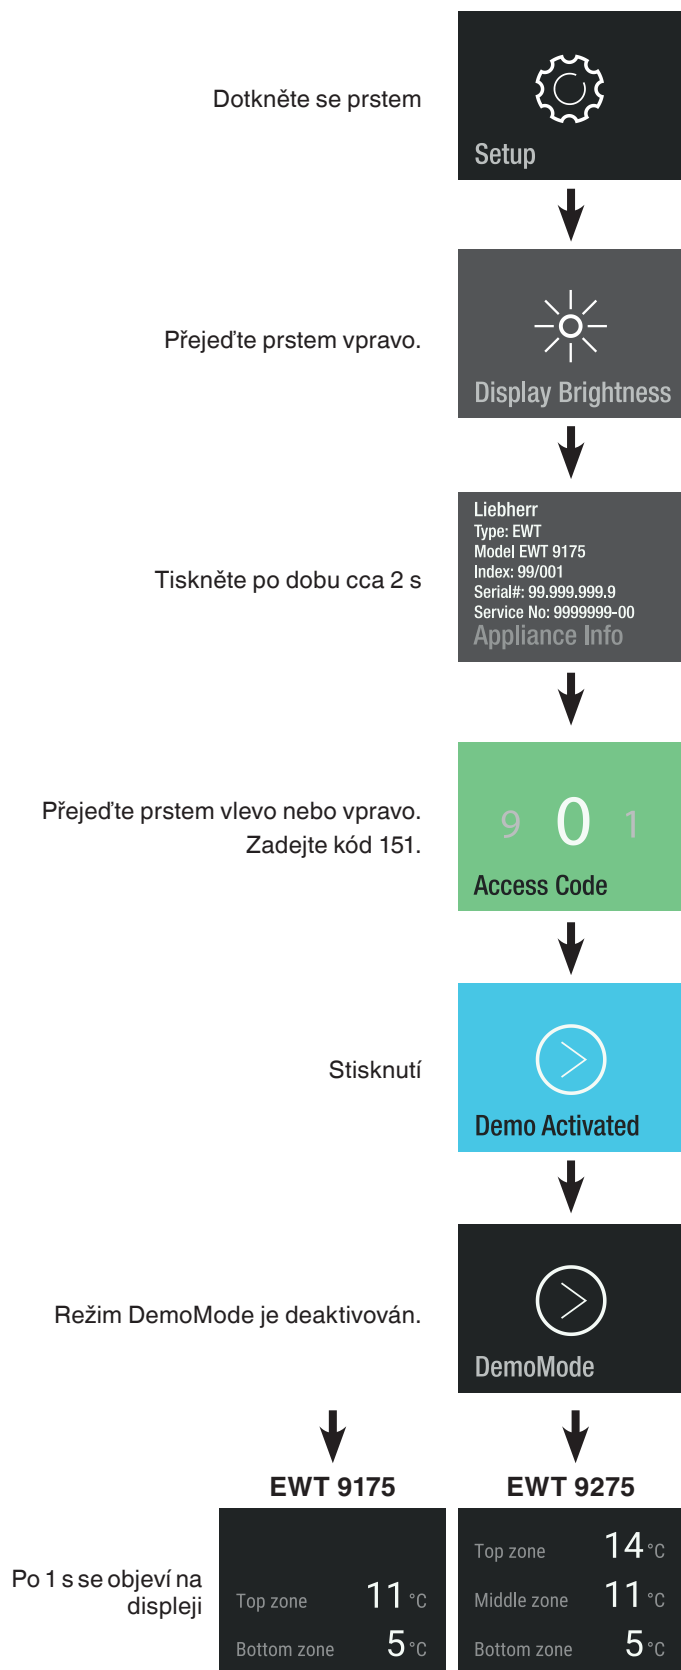 Dotkněte se prstem
Setup
Přejeďte prstem vpravo.
Display Brightness
Tiskněte po dobu cca 2 s
Liebherr
Type: EWT
Model EWT 9175
Index: 99/001
Serial#: 99.999.999.9
Service No: 9999999-00
Appliance Info
Přejeďte prstem vlevo nebo vpravo.
Zadejte kód 151.
9 0 1
Access Code
Stisknutí
Demo Activated
Režim DemoMode je deaktivován.
DemoMode
EWT 9175
EWT 9275
Po 1 s se objeví na
displeji
Top zone 11 °C
Bottom zone 5 °C
Top zone 14 °C
Middle zone 11 °C
Bottom zone 5 °C